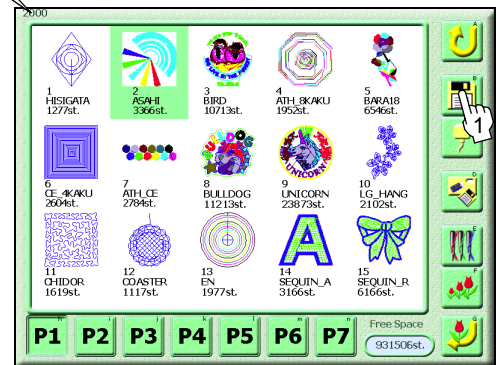 2000
1
HISIGATA
1277st.
2
ASAHI
3366st.
3
BIRD
10713st.
4
ATH_8KAKU
1952st.
5
BARA18
6546st.
6
CE_4KAKU
2604st.
7
ATH_CE
2784st.
8
BULLDOG
11213st.
9
UNICORN
23873st.
10
LG_HANG
2102st.
11
CHIDOR
1619st.
12
COASTER
1117st.
13
EN
1977st.
14
SEQUIN_A
3166st.
15
SEQUIN_R
6166st.
A
B
1
E
F
P1
P2
P3
P4
P5
P6
P7
Free Space
931506st.